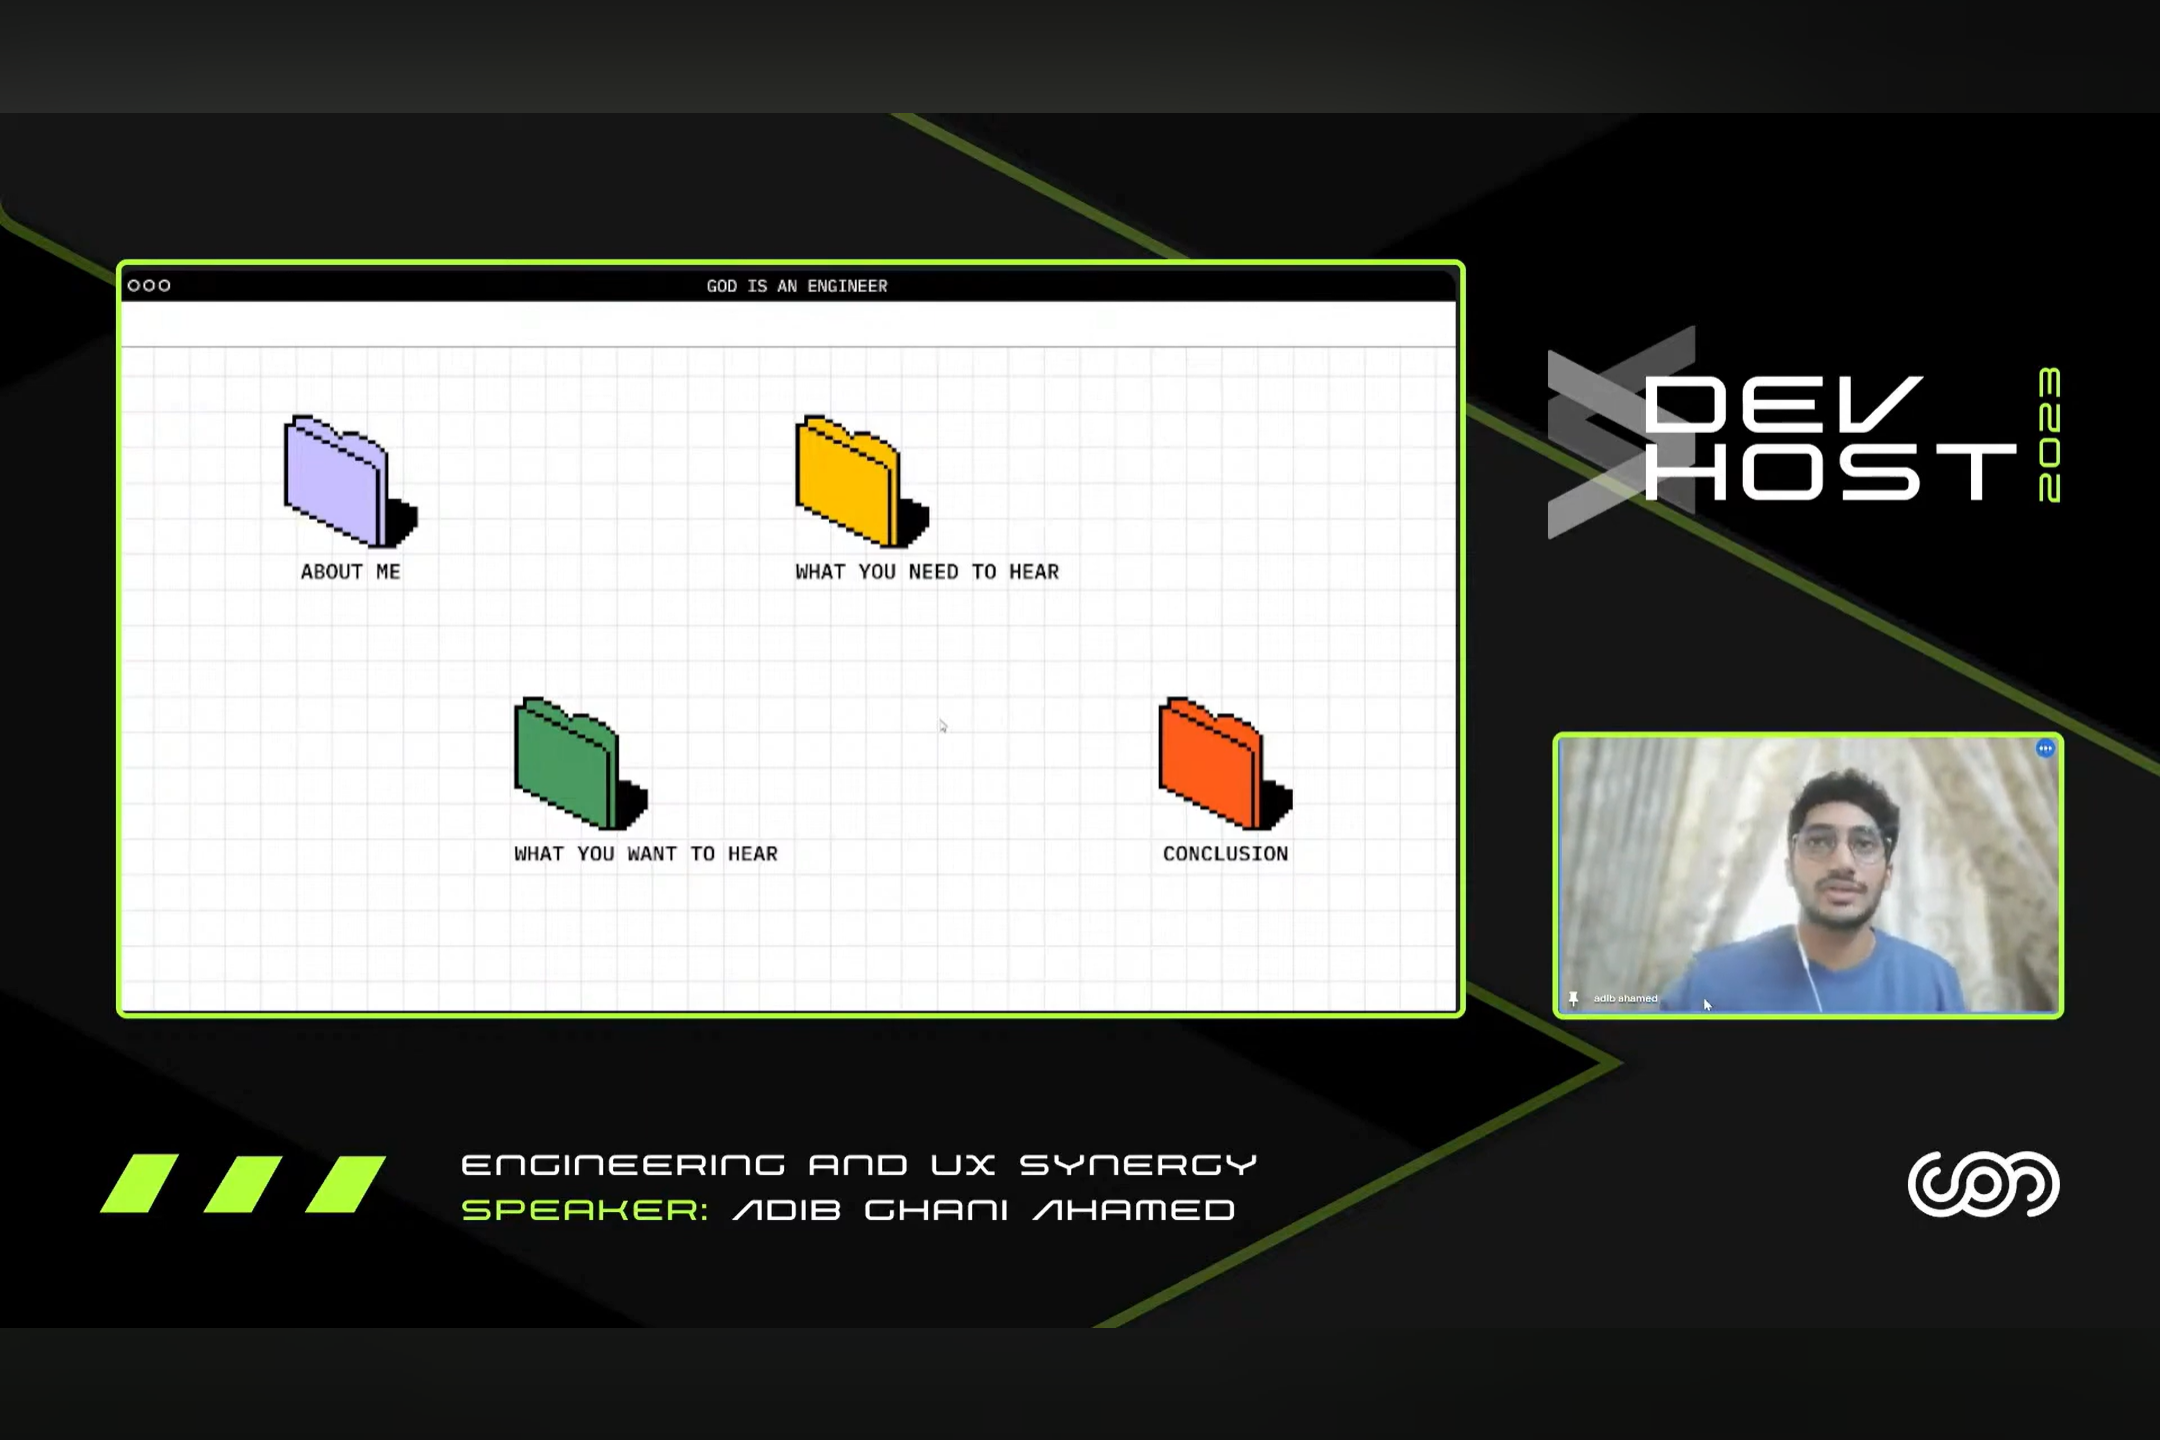 GOD IS AN ENGINEER
ABOUT ME
WHAT YOU NEED TO HEAR
WHAT YOU WANT TO HEAR
CONCLUSION
DEV
HOST
2023
adib ahamed
ENGINEERING AND UX SYNERGY
SPEAKER: ADIB GHANI AHAMED